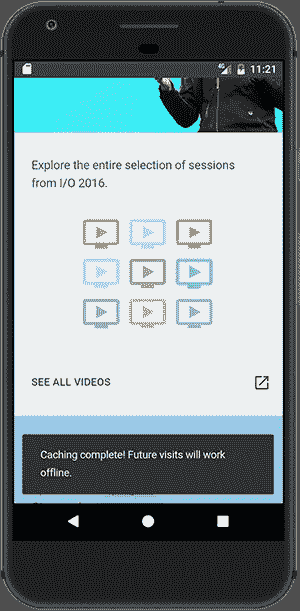 4G 11:21
Explore the entire selection of sessions
from I/O 2016.
SEE ALL VIDEOS
Caching complete! Future visits will work
offline.